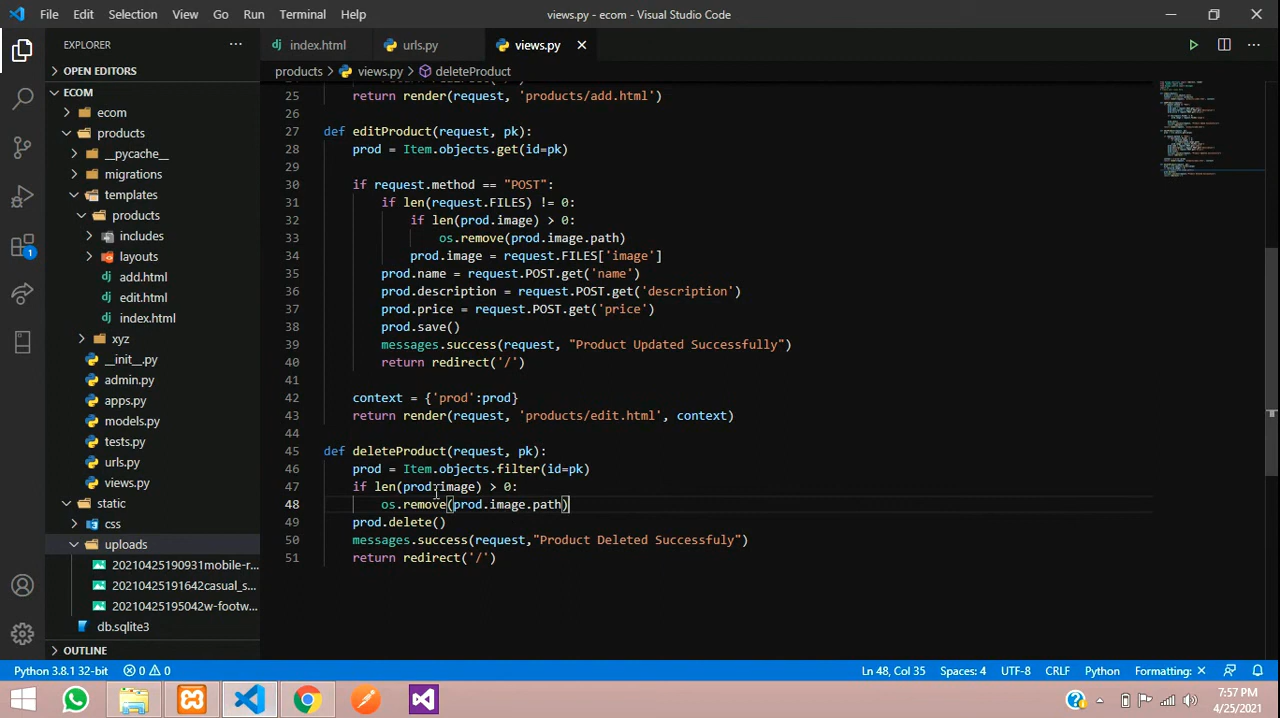 File Edit Selection View Go Run Terminal Help views.py - ecom - Visual Studio Code
EXPLORER ··· index.html urls.py views.py
OPEN EDITORS products > views.py > deleteProduct
ECOM
ecom
products
__pycache__
migrations
templates
products
includes
layouts
add.html
edit.html
index.html
xyz
__init__.py
admin.py
apps.py
models.py
tests.py
urls.py
views.py
static
css
uploads
20210425190931mobile-r...
20210425191642casual_s...
20210425195042w-footw...
db.sqlite3
OUTLINE
1
25 return render(request, 'products/add.html')
26
27 def editProduct(request, pk):
28 prod = Item.objects.get(id=pk)
29
30 if request.method == "POST":
31 if len(request.FILES) != 0:
32 if len(prod.image) > 0:
33 os.remove(prod.image.path)
34 prod.image = request.FILES['image']
35 prod.name = request.POST.get('name')
36 prod.description = request.POST.get('description')
37 prod.price = request.POST.get('price')
38 prod.save()
39 messages.success(request, "Product Updated Successfully")
40 return redirect('/')
41
42 context = {'prod':prod}
43 return render(request, 'products/edit.html', context)
44
45 def deleteProduct(request, pk):
46 prod = Item.objects.filter(id=pk)
47 if len(prod.image) > 0:
48 os.remove(prod.image.path)
49 prod.delete()
50 messages.success(request,"Product Deleted Successfuly")
51 return redirect('/')
Python 3.8.1 32-bit 0 0 Ln 48, Col 35 Spaces: 4 UTF-8 CRLF Python Formatting: ×
7:57 PM
4/25/2021